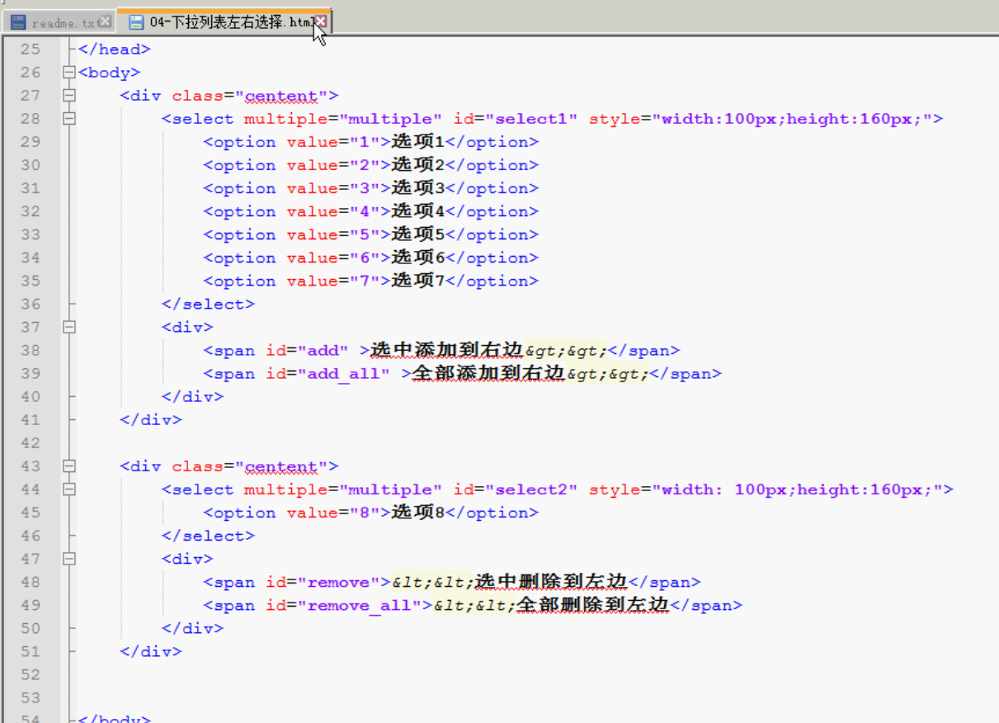 readme.txt 04-下拉列表左右选择.html
25 </head>
26 <body>
27 <div class="centent">
28 <select multiple="multiple" id="select1" style="width:100px;height:160px;">
29 <option value="1">选项1</option>
30 <option value="2">选项2</option>
31 <option value="3">选项3</option>
32 <option value="4">选项4</option>
33 <option value="5">选项5</option>
34 <option value="6">选项6</option>
35 <option value="7">选项7</option>
36 </select>
37 <div>
38 <span id="add" >选中添加到右边&gt;&gt;</span>
39 <span id="add_all" >全部添加到右边&gt;&gt;</span>
40 </div>
41 </div>
42
43 <div class="centent">
44 <select multiple="multiple" id="select2" style="width: 100px;height:160px;">
45 <option value="8">选项8</option>
46 </select>
47 <div>
48 <span id="remove">&lt;&lt;选中删除到左边</span>
49 <span id="remove_all">&lt;&lt;全部删除到左边</span>
50 </div>
51 </div>
52
53
54 </body>